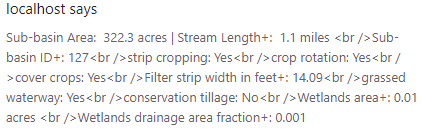 localhost says
Sub-basin Area:  322.3 acres | Stream Length+:  1.1 miles <br />Sub-
basin ID+: 127<br />strip cropping: Yes<br />crop rotation: Yes<br /
>cover crops: Yes<br />Filter strip width in feet+: 14.09<br />grassed
waterway: Yes<br />conservation tillage: No<br />Wetlands area+: 0.01
acres <br />Wetlands drainage area fraction+: 0.001